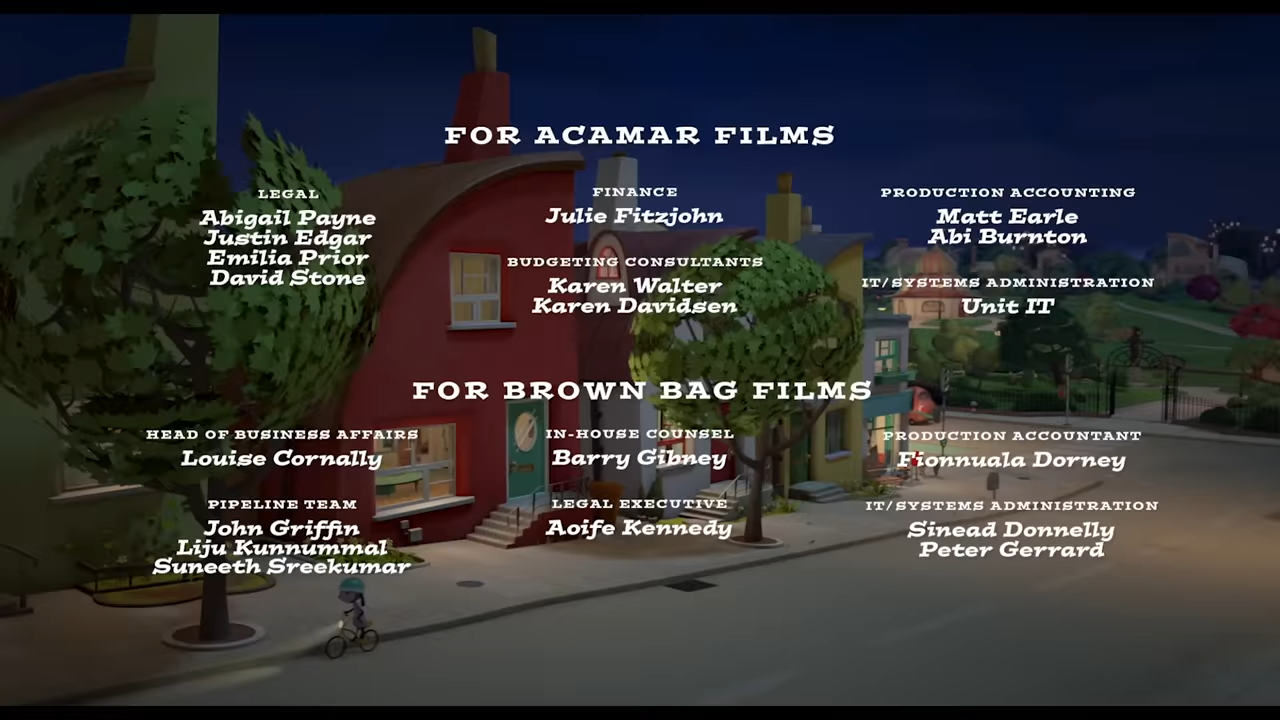 FOR ACAMAR FILMS
LEGAL
Abigail Payne
Justin Edgar
Emilia Prior
David Stone
FINANCE
Julie Fitzjohn
BUDGETING CONSULTANTS
Karen Walter
Karen Davidsen
PRODUCTION ACCOUNTING
Matt Earle
Abi Burnton
IT/SYSTEMS ADMINISTRATION
Unit IT
FOR BROWN BAG FILMS
HEAD OF BUSINESS AFFAIRS
Louise Cornally
PIPELINE TEAM
John Griffin
Liju Kunnummal
Suneeth Sreekumar
IN-HOUSE COUNSEL
Barry Gibney
LEGAL EXECUTIVE
Aoife Kennedy
PRODUCTION ACCOUNTANT
Fionnuala Dorney
IT/SYSTEMS ADMINISTRATION
Sinead Donnelly
Peter Gerrard